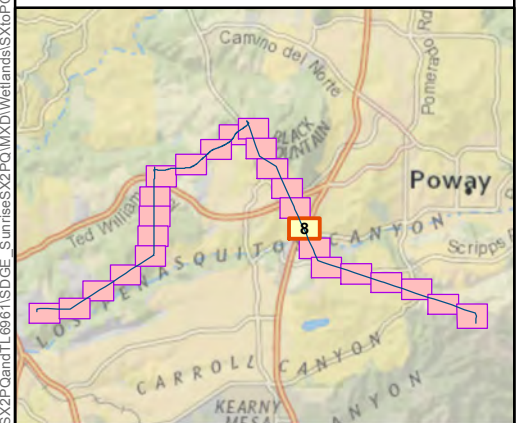 SX2PQandTL6961\SDGE_SunriseSX2PQ\MXD\Wetlands\SXtoPQ
Camino del Norte
Pomerado Rd
BLACK
MOUNTAIN
Poway
Ted William
8
LOS PENASQUITOS CANYON
Scripps P
CARROLL CANYON
CANYON
KEARNY
MESA